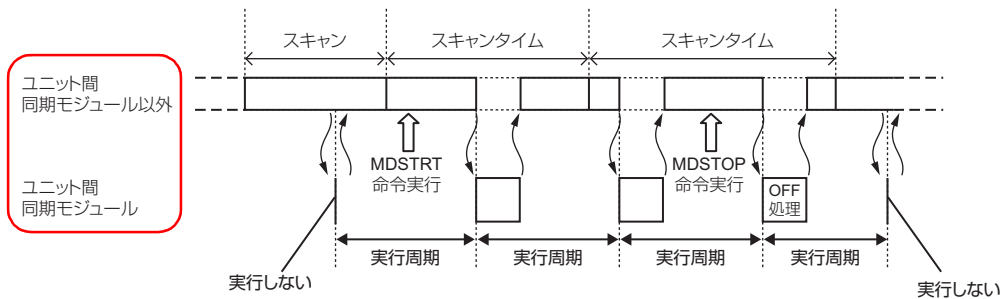 スキャン
スキャンタイム
スキャンタイム
ユニット間
同期モジュール以外
MDSTRT
命令実行
MDSTOP
命令実行
ユニット間
同期モジュール
OFF
処理
実行周期
実行周期
実行周期
実行周期
実行しない
実行しない